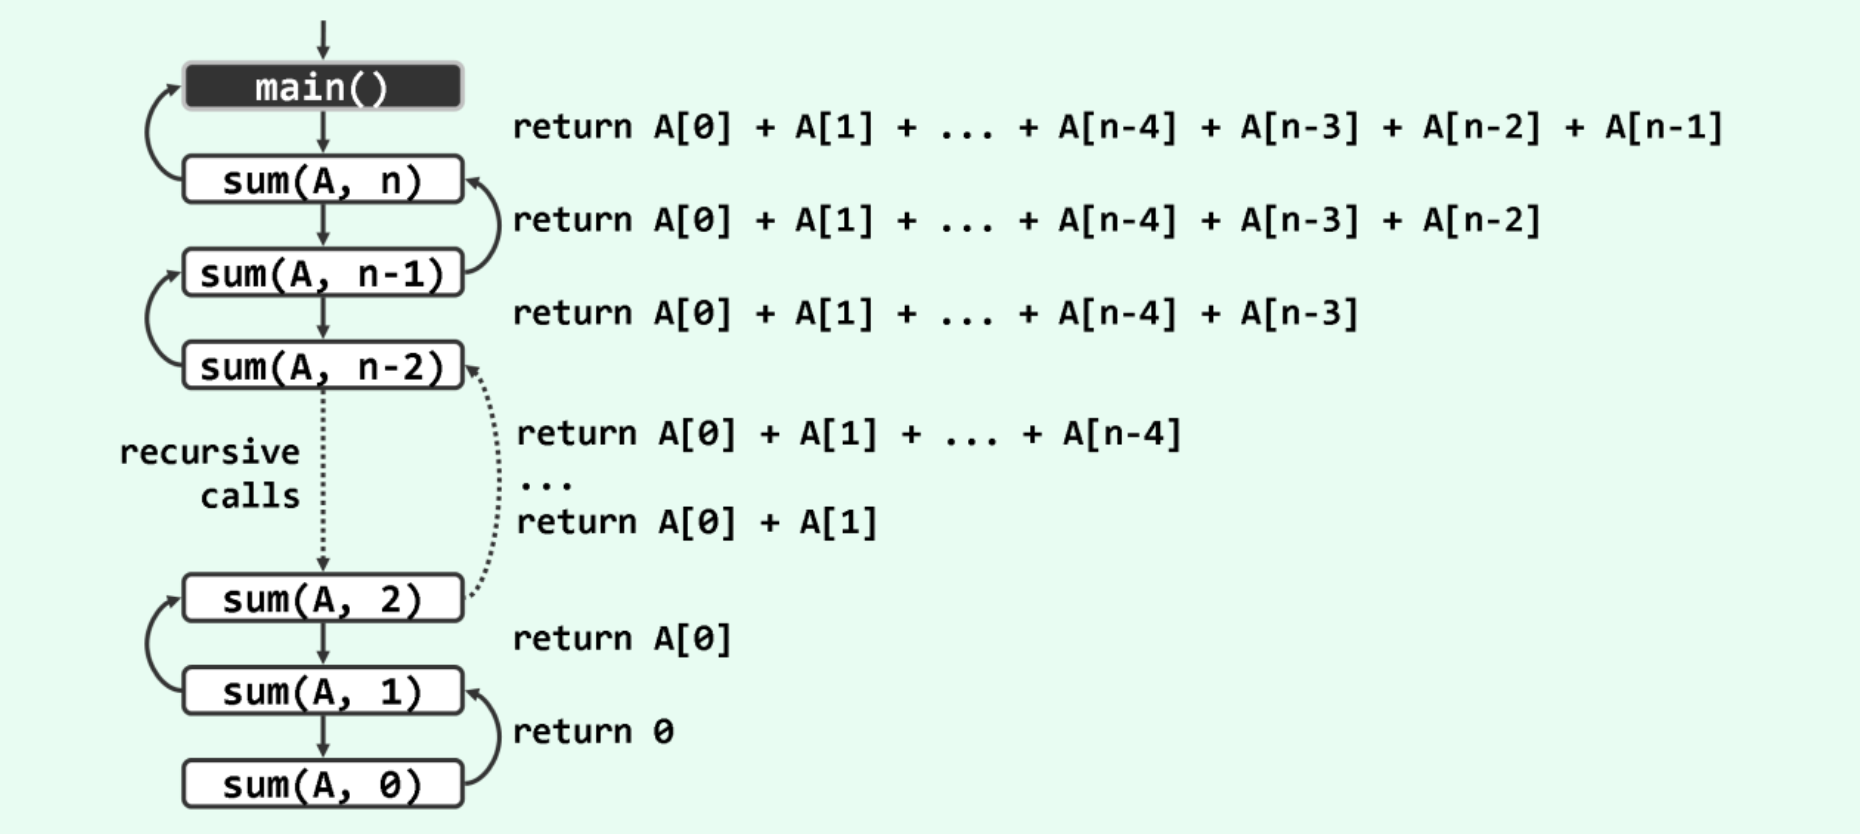 main()
return A[0] + A[1] + ... + A[n-4] + A[n-3] + A[n-2] + A[n-1]
sum(A, n)
return A[0] + A[1] + ... + A[n-4] + A[n-3] + A[n-2]
sum(A, n-1)
return A[0] + A[1] + ... + A[n-4] + A[n-3]
sum(A, n-2)
return A[0] + A[1] + ... + A[n-4]
recursive
calls
...
return A[0] + A[1]
sum(A, 2)
return A[0]
sum(A, 1)
return 0
sum(A, 0)